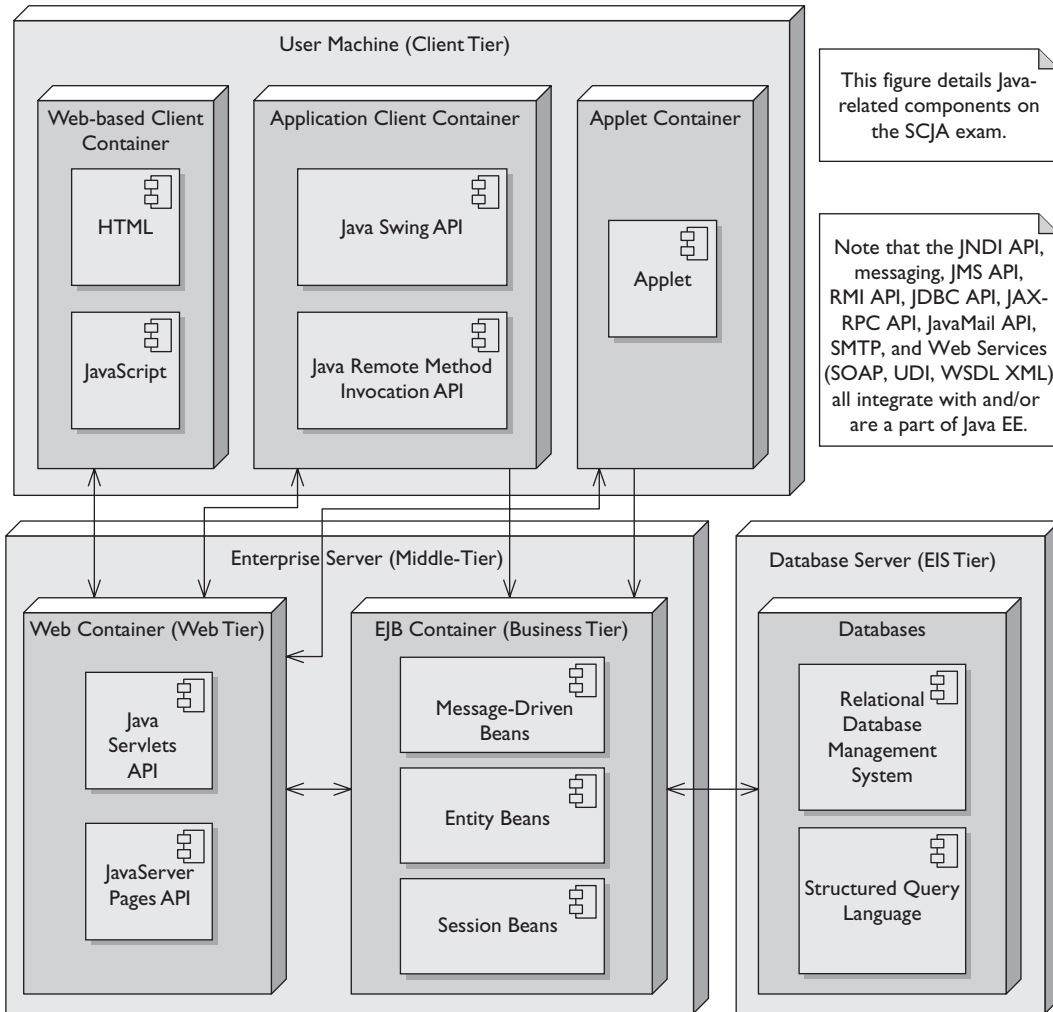 User Machine (Client Tier)
Web-based Client
Container
HTML
JavaScript
Application Client Container
Java Swing API
Java Remote Method
Invocation API
Applet Container
Applet
This figure details Java-
related components on
the SCJA exam.
Note that the JNDI API,
messaging, JMS API,
RMI API, JDBC API, JAX-
RPC API, JavaMail API,
SMTP, and Web Services
(SOAP, UDI, WSDL XML)
all integrate with and/or
are a part of Java EE.
Enterprise Server (Middle-Tier)
Web Container (Web Tier)
Java
Servlets
API
JavaServer
Pages API
EJB Container (Business Tier)
Message-Driven
Beans
Entity Beans
Session Beans
Database Server (EIS Tier)
Databases
Relational
Database
Management
System
Structured Query
Language